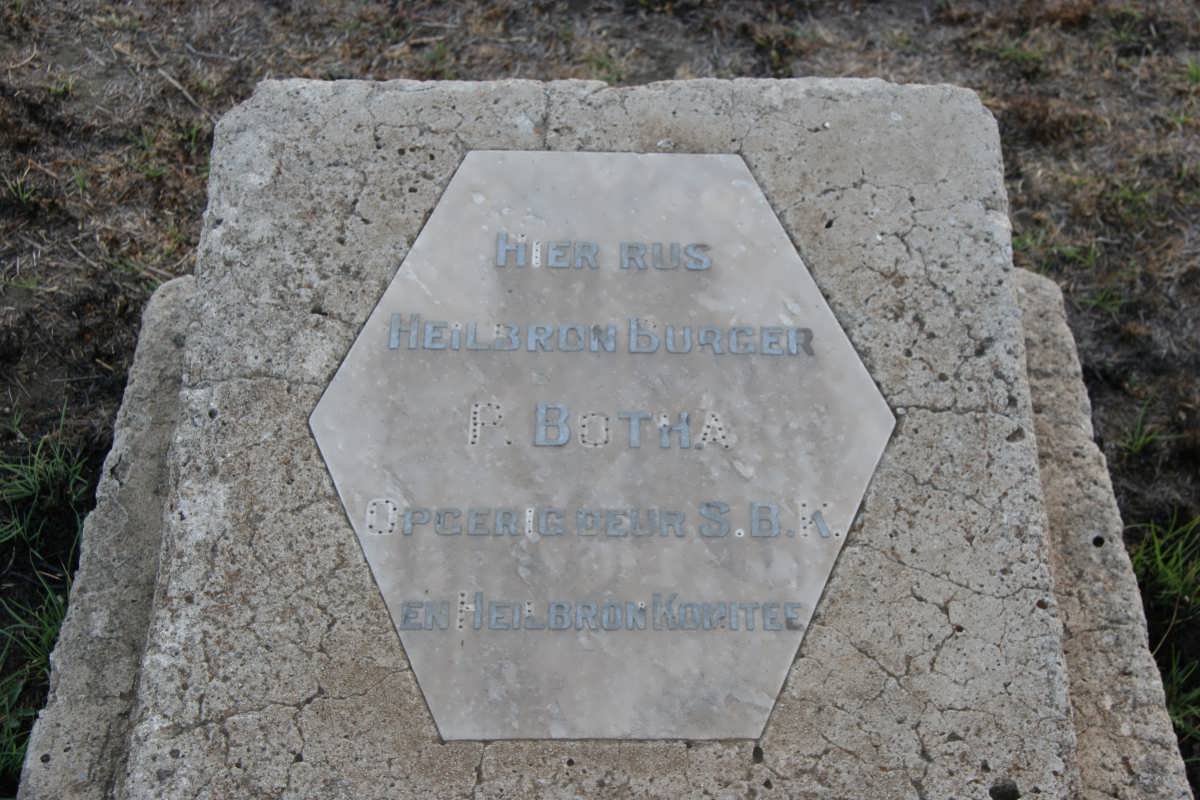 HIER RUS
HEILBRON BURGER
P. BOTHA
OPGERIG DEUR S.B.K.
EN HEILBRON KOMITEE